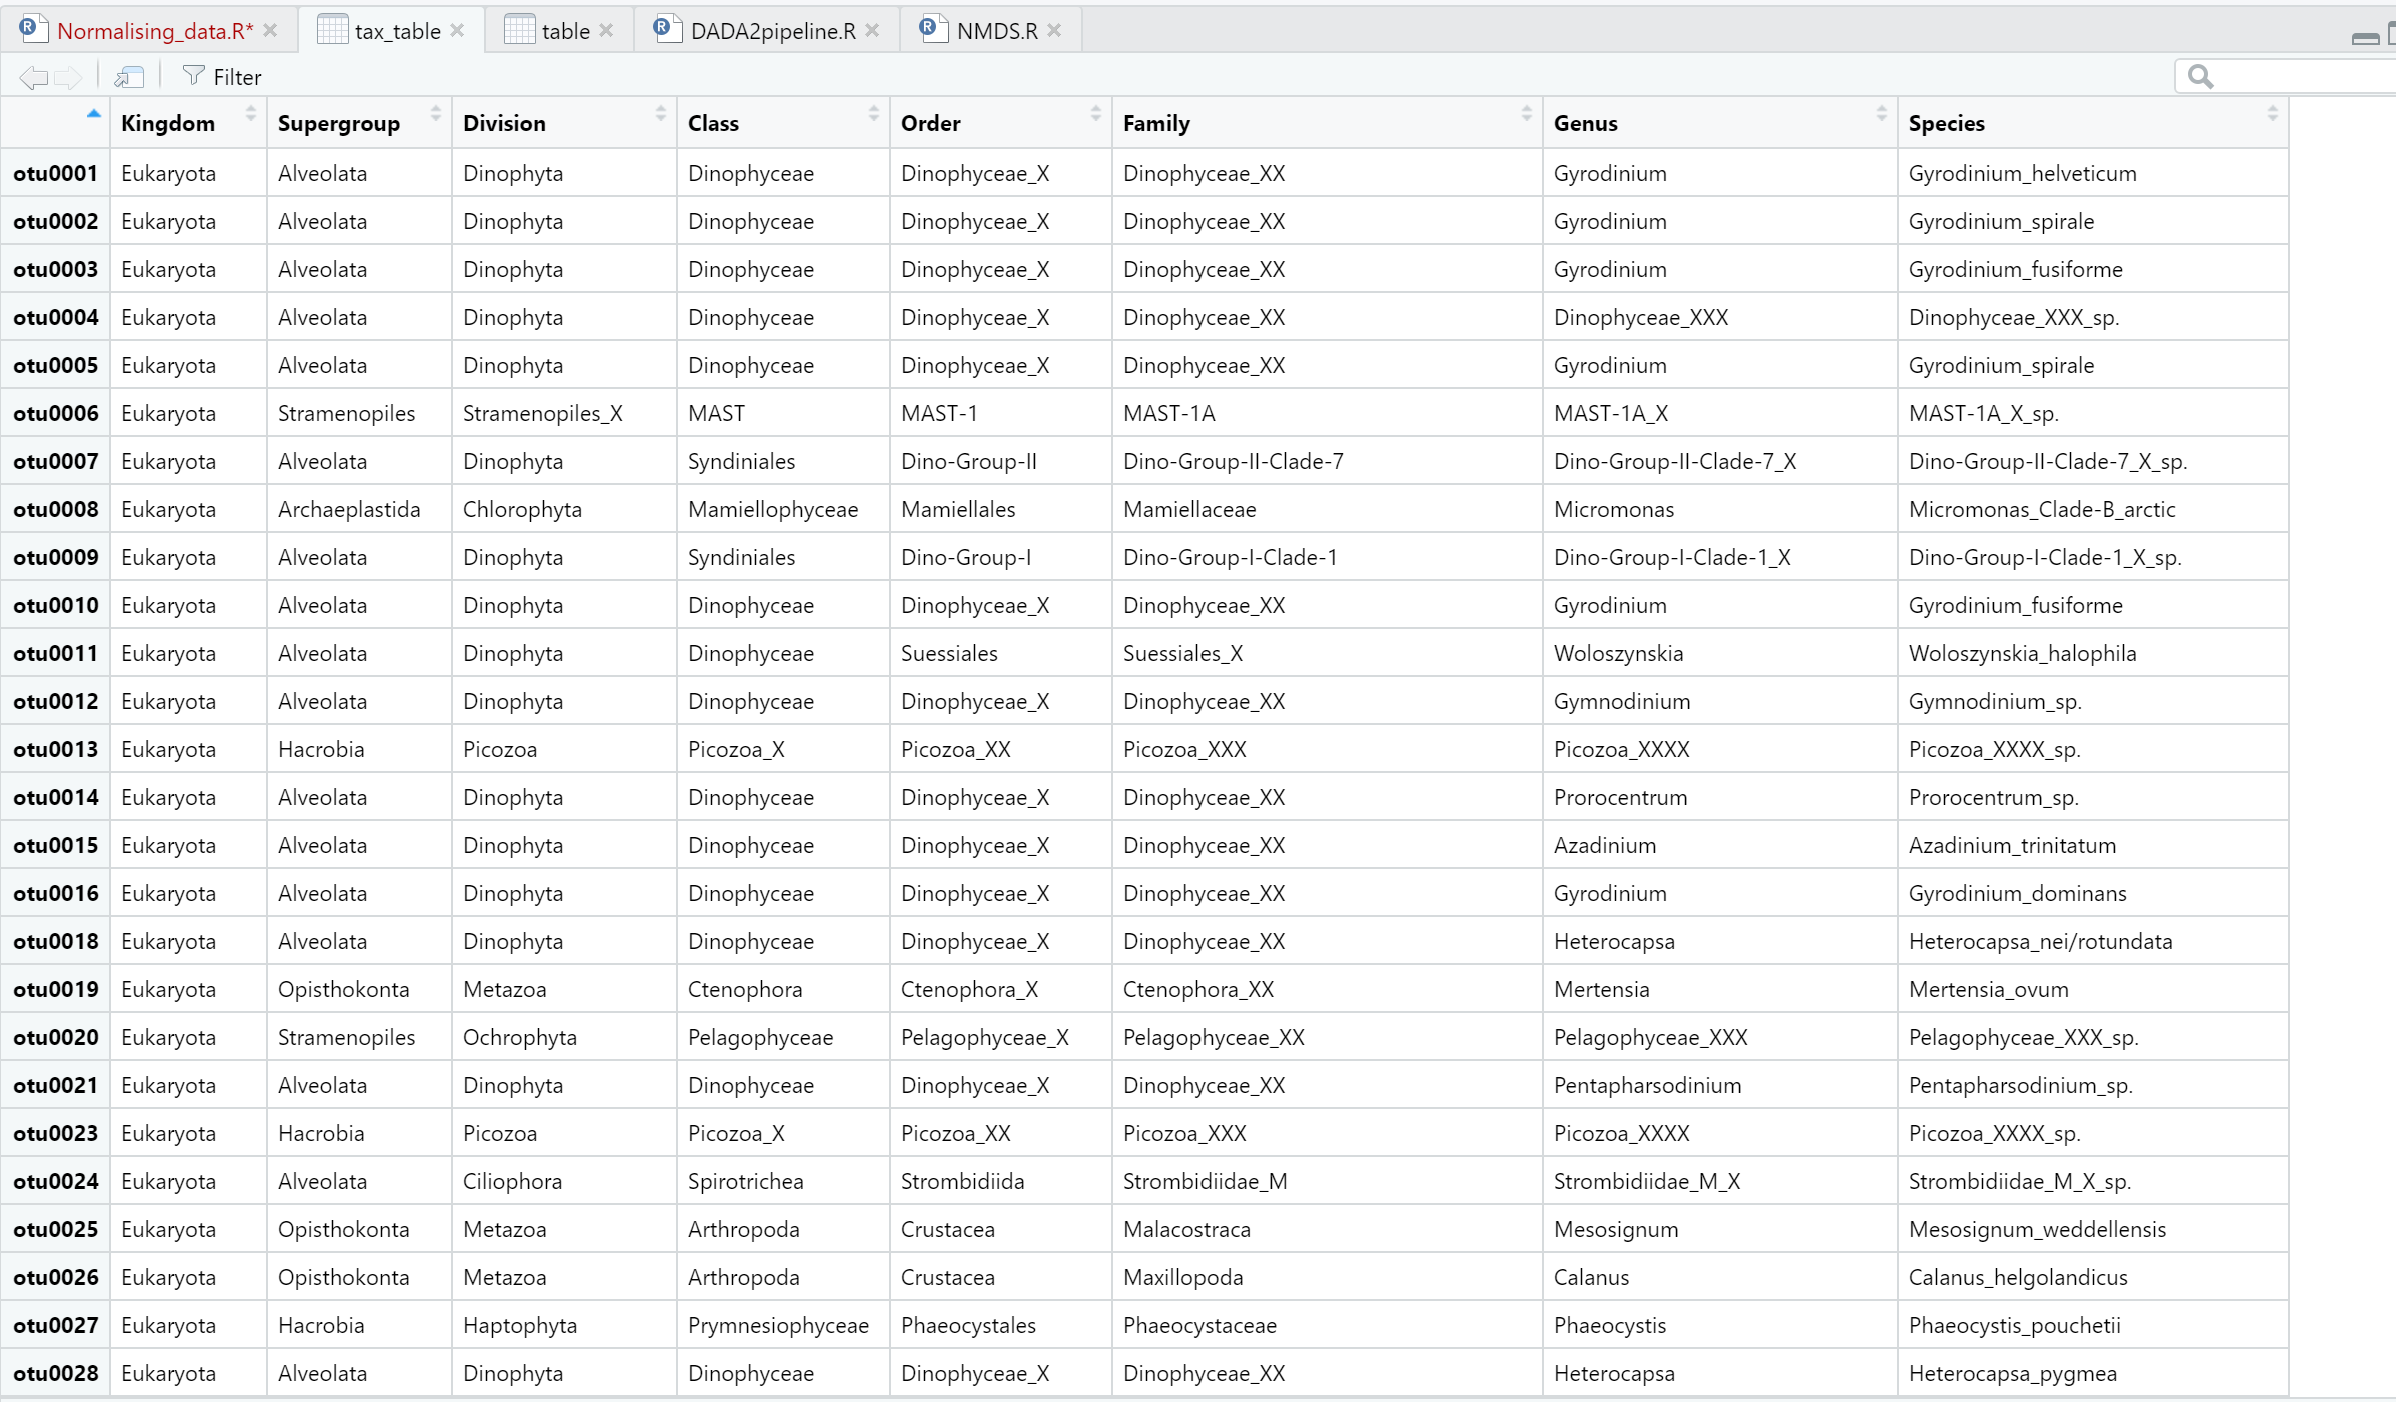 Normalising_data.R* tax_table table DADA2pipeline.R NMDS.R
Filter
Kingdom Supergroup Division Class Order Family Genus Species
otu0001 Eukaryota Alveolata Dinophyta Dinophyceae Dinophyceae_X Dinophyceae_XX Gyrodinium Gyrodinium_helveticum
otu0002 Eukaryota Alveolata Dinophyta Dinophyceae Dinophyceae_X Dinophyceae_XX Gyrodinium Gyrodinium_spirale
otu0003 Eukaryota Alveolata Dinophyta Dinophyceae Dinophyceae_X Dinophyceae_XX Gyrodinium Gyrodinium_fusiforme
otu0004 Eukaryota Alveolata Dinophyta Dinophyceae Dinophyceae_X Dinophyceae_XX Dinophyceae_XXX Dinophyceae_XXX_sp.
otu0005 Eukaryota Alveolata Dinophyta Dinophyceae Dinophyceae_X Dinophyceae_XX Gyrodinium Gyrodinium_spirale
otu0006 Eukaryota Stramenopiles Stramenopiles_X MAST MAST-1 MAST-1A MAST-1A_X MAST-1A_X_sp.
otu0007 Eukaryota Alveolata Dinophyta Syndiniales Dino-Group-II Dino-Group-II-Clade-7 Dino-Group-II-Clade-7_X Dino-Group-II-Clade-7_X_sp.
otu0008 Eukaryota Archaeplastida Chlorophyta Mamiellophyceae Mamiellales Mamiellaceae Micromonas Micromonas_Clade-B_arctic
otu0009 Eukaryota Alveolata Dinophyta Syndiniales Dino-Group-I Dino-Group-I-Clade-1 Dino-Group-I-Clade-1_X Dino-Group-I-Clade-1_X_sp.
otu0010 Eukaryota Alveolata Dinophyta Dinophyceae Dinophyceae_X Dinophyceae_XX Gyrodinium Gyrodinium_fusiforme
otu0011 Eukaryota Alveolata Dinophyta Dinophyceae Suessiales Suessiales_X Woloszynskia Woloszynskia_halophila
otu0012 Eukaryota Alveolata Dinophyta Dinophyceae Dinophyceae_X Dinophyceae_XX Gymnodinium Gymnodinium_sp.
otu0013 Eukaryota Hacrobia Picozoa Picozoa_X Picozoa_XX Picozoa_XXX Picozoa_XXXX Picozoa_XXXX_sp.
otu0014 Eukaryota Alveolata Dinophyta Dinophyceae Dinophyceae_X Dinophyceae_XX Prorocentrum Prorocentrum_sp.
otu0015 Eukaryota Alveolata Dinophyta Dinophyceae Dinophyceae_X Dinophyceae_XX Azadinium Azadinium_trinitatum
otu0016 Eukaryota Alveolata Dinophyta Dinophyceae Dinophyceae_X Dinophyceae_XX Gyrodinium Gyrodinium_dominans
otu0018 Eukaryota Alveolata Dinophyta Dinophyceae Dinophyceae_X Dinophyceae_XX Heterocapsa Heterocapsa_nei/rotundata
otu0019 Eukaryota Opisthokonta Metazoa Ctenophora Ctenophora_X Ctenophora_XX Mertensia Mertensia_ovum
otu0020 Eukaryota Stramenopiles Ochrophyta Pelagophyceae Pelagophyceae_X Pelagophyceae_XX Pelagophyceae_XXX Pelagophyceae_XXX_sp.
otu0021 Eukaryota Alveolata Dinophyta Dinophyceae Dinophyceae_X Dinophyceae_XX Pentapharsodinium Pentapharsodinium_sp.
otu0023 Eukaryota Hacrobia Picozoa Picozoa_X Picozoa_XX Picozoa_XXX Picozoa_XXXX Picozoa_XXXX_sp.
otu0024 Eukaryota Alveolata Ciliophora Spirotrichea Strombidiida Strombidiidae_M Strombidiidae_M_X Strombidiidae_M_X_sp.
otu0025 Eukaryota Opisthokonta Metazoa Arthropoda Crustacea Malacostraca Mesosignum Mesosignum_weddellensis
otu0026 Eukaryota Opisthokonta Metazoa Arthropoda Crustacea Maxillopoda Calanus Calanus_helgolandicus
otu0027 Eukaryota Hacrobia Haptophyta Prymnesiophyceae Phaeocystales Phaeocystaceae Phaeocystis Phaeocystis_pouchetii
otu0028 Eukaryota Alveolata Dinophyta Dinophyceae Dinophyceae_X Dinophyceae_XX Heterocapsa Heterocapsa_pygmea